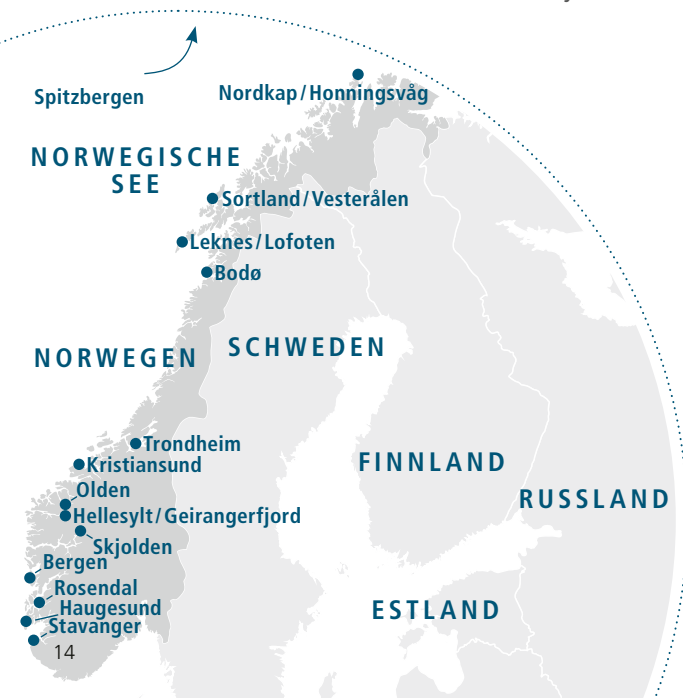 Spitzbergen
Nordkap/Honningsvåg
NORWEGISCHE
SEE
Sortland/Vesterålen
Leknes/Lofoten
Bodø
NORWEGEN
SCHWEDEN
Trondheim
Kristiansund
FINNLAND
Olden
RUSSLAND
Hellesylt/Geirangerfjord
Skjolden
Bergen
Rosendal
Haugesund
ESTLAND
Stavanger
14